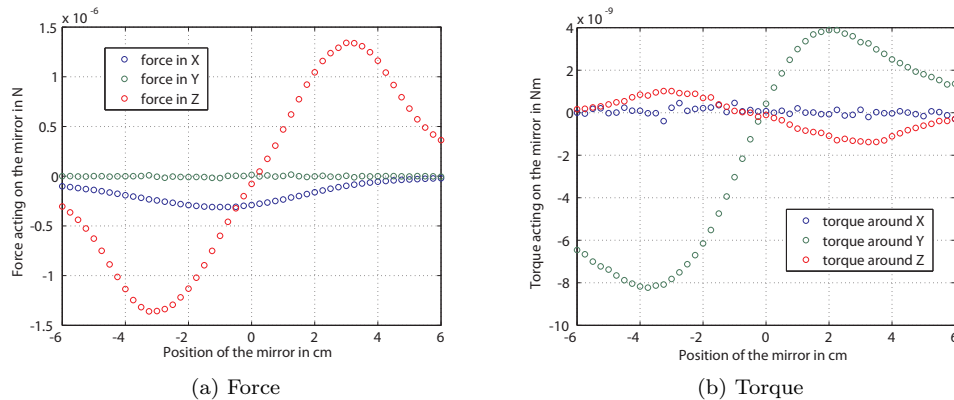 x 10^-6
1.5
1
0.5
0
-0.5
-1
-1.5
-6 -4 -2 0 2 4 6
Force acting on the mirror in N
Position of the mirror in cm
force in X
force in Y
force in Z
(a) Force
x 10^-9
4
2
0
-2
-4
-6
-8
-10
-6 -4 -2 0 2 4 6
Torque acting on the mirror in Nm
Position of the mirror in cm
torque around X
torque around Y
torque around Z
(b) Torque